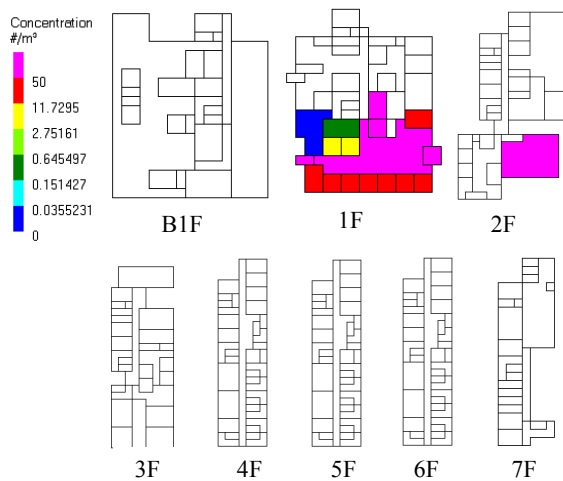 Concentration
#/m³
50
11.7295
2.75161
0.645497
0.151427
0.0355231
0
B1F
1F
2F
3F
4F
5F
6F
7F